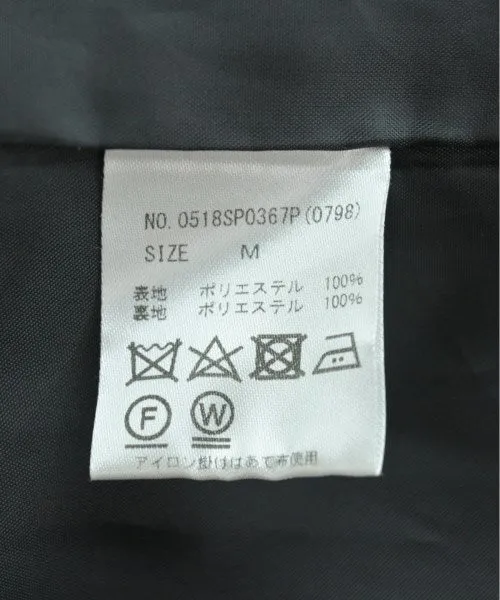 NO. 0518SP0367P(0798)
SIZE M
表地 ポリエステル 100%
裏地 ポリエステル 100%
F W
アイロン掛けはあて布使用